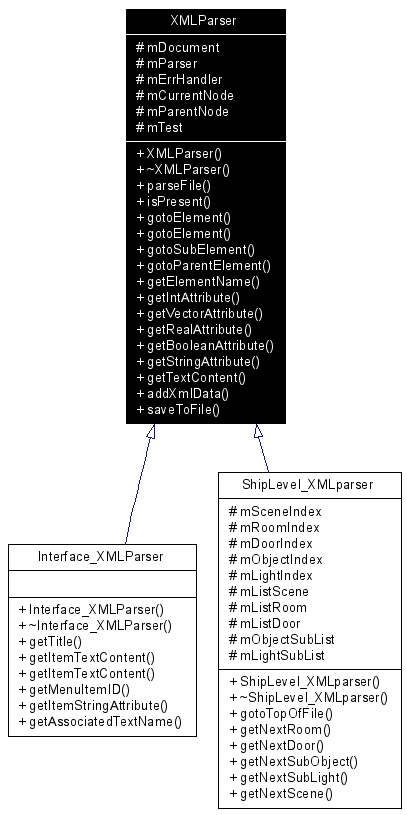 XMLParser
# mDocument
# mParser
# mErrHandler
# mCurrentNode
# mParentNode
# mTest
+ XMLParser()
+ ~XMLParser()
+ parseFile()
+ isPresent()
+ gotoElement()
+ gotoElement()
+ gotoSubElement()
+ gotoParentElement()
+ getElementName()
+ getIntAttribute()
+ getVectorAttribute()
+ getRealAttribute()
+ getBooleanAttribute()
+ getStringAttribute()
+ getTextContent()
+ addXmlData()
+ saveToFile()
Interface_XMLParser
+ Interface_XMLParser()
+ ~Interface_XMLParser()
+ getTitle()
+ getItemTextContent()
+ getItemTextContent()
+ getMenuItemID()
+ getItemStringAttribute()
+ getAssociatedTextName()
ShipLevel_XMLparser
# mSceneIndex
# mRoomIndex
# mDoorIndex
# mObjectIndex
# mLightIndex
# mListScene
# mListRoom
# mListDoor
# mObjectSubList
# mLightSubList
+ ShipLevel_XMLparser()
+ ~ShipLevel_XMLparser()
+ gotoTopOfFile()
+ getNextRoom()
+ getNextDoor()
+ getNextSubObject()
+ getNextSubLight()
+ getNextScene()